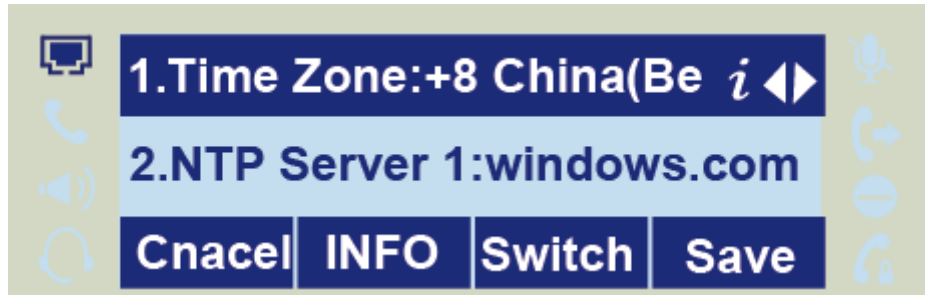 1.Time Zone:+8 China(Be i
2.NTP Server 1:windows.com
Cnacel INFO Switch Save